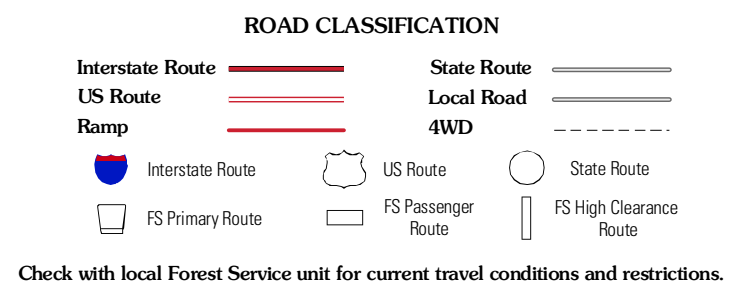 ROAD CLASSIFICATION
Interstate Route
State Route
US Route
Local Road
Ramp
4WD
Interstate Route
US Route
State Route
FS Primary Route
FS Passenger
Route
FS High Clearance
Route
Check with local Forest Service unit for current travel conditions and restrictions.